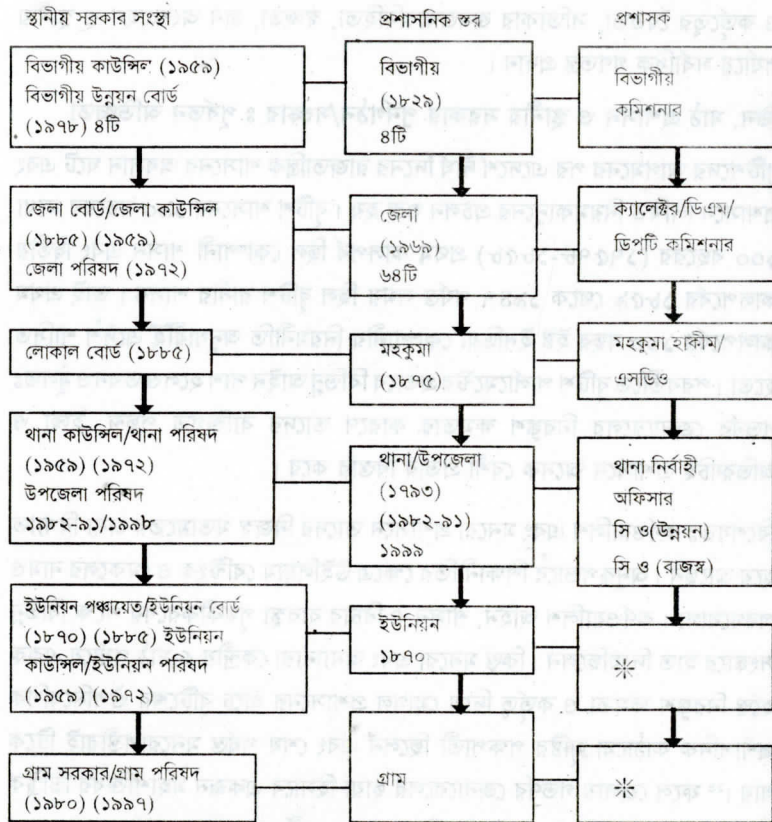 স্থানীয় সরকার সংস্থা
প্রশাসনিক স্তর
প্রশাসক
বিভাগীয় কাউন্সিল (১৯৫৯)
বিভাগীয় উন্নয়ন বোর্ড
(১৯৭৮) ৪টি
বিভাগীয়
(১৮২৯)
৪টি
বিভাগীয়
কমিশনার
জেলা বোর্ড/জেলা কাউন্সিল
(১৮৮৫) (১৯৫৯)
জেলা পরিষদ (১৯৭২)
জেলা
(১৯৬৯)
৬৪টি
ক্যালেক্টর/ডিএম/
ডিপুটি কমিশনার
লোকাল বোর্ড (১৮৮৫)
মহকুমা
(১৮৭৫)
মহকুমা হাকীম/
এসডিও
থানা কাউন্সিল/থানা পরিষদ
(১৯৫৯) (১৯৭২)
উপজেলা পরিষদ
১৯৮২-৯১/১৯৯৮
থানা/উপজেলা
(১৭৯৩)
(১৯৮২-৯১)
১৯৯৯
থানা নির্বাহী
অফিসার
সি ও(উন্নয়ন)
সি ও (রাজস্ব)
ইউনিয়ন পঞ্চায়েত/ইউনিয়ন বোর্ড
(১৮৭০) (১৮৮৫) ইউনিয়ন
কাউন্সিল/ইউনিয়ন পরিষদ
(১৯৫৯) (১৯৭২)
ইউনিয়ন
১৮৭০
গ্রাম সরকার/গ্রাম পরিষদ
(১৯৮০) (১৯৯৭)
গ্রাম